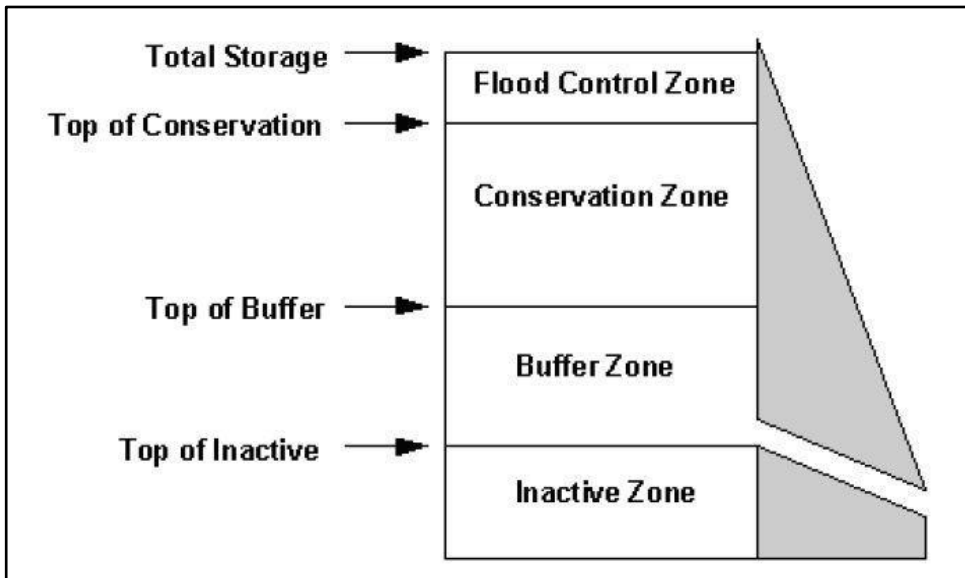 Total Storage
Flood Control Zone
Top of Conservation
Conservation Zone
Top of Buffer
Buffer Zone
Top of Inactive
Inactive Zone